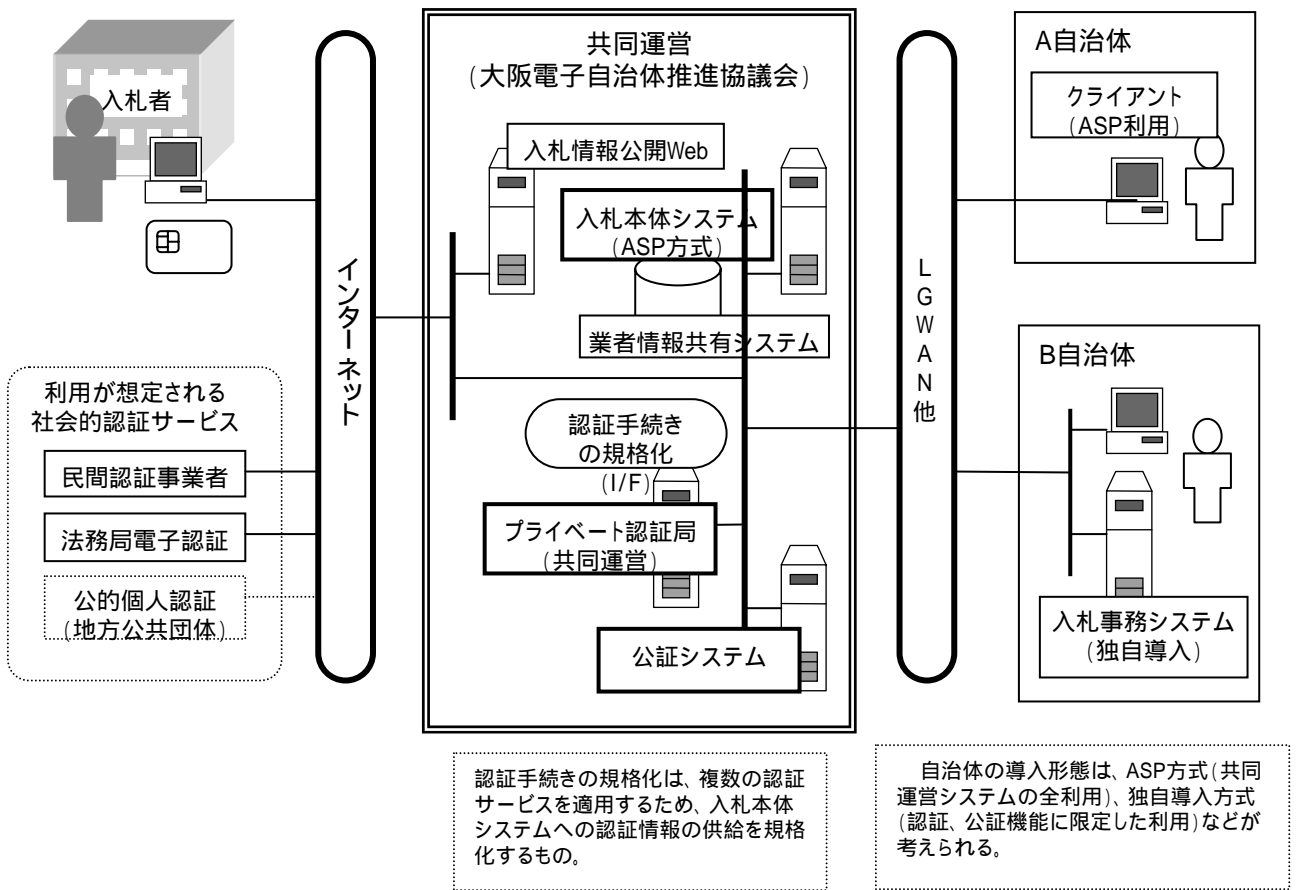 入札者
インターネット
利用が想定される
社会的認証サービス
民間認証事業者
法務局電子認証
公的個人認証
(地方公共団体)
共同運営
(大阪電子自治体推進協議会)
入札情報公開Web
入札本体システム
(ASP方式)
業者情報共有システム
認証手続き
の規格化
(I/F)
プライベート認証局
(共同運営)
公証システム
LGWAN他
A自治体
クライアント
(ASP利用)
B自治体
入札事務システム
(独自導入)
認証手続きの規格化は、複数の認証
サービスを適用するため、入札本体
システムへの認証情報の供給を規格
化するもの。
自治体の導入形態は、ASP方式(共同
運営システムの全利用)、独自導入方式
(認証、公証機能に限定した利用)などが
考えられる。